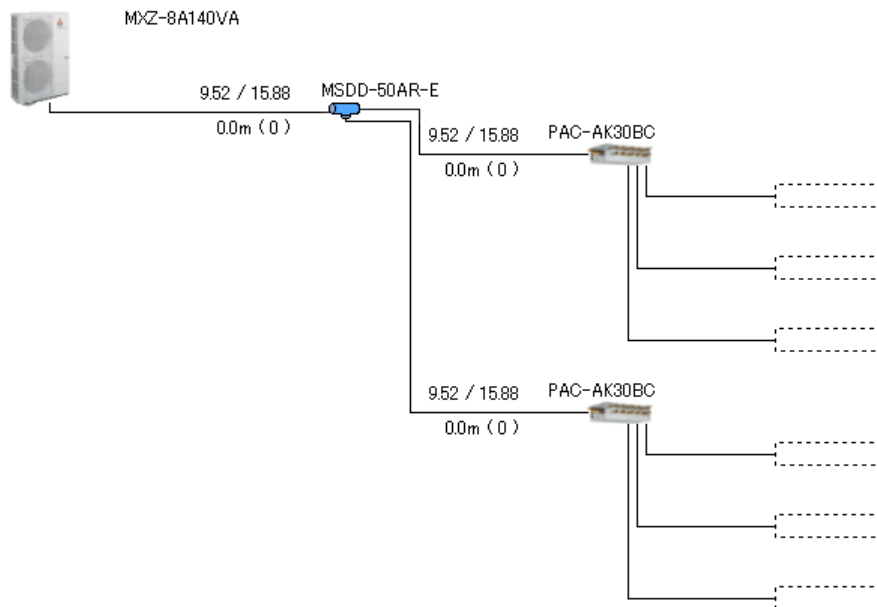 MXZ-8A140VA
9.52 / 15.88
MSDD-50AR-E
0.0m ( 0 )
9.52 / 15.88
PAC-AK30BC
0.0m ( 0 )
9.52 / 15.88
PAC-AK30BC
0.0m ( 0 )